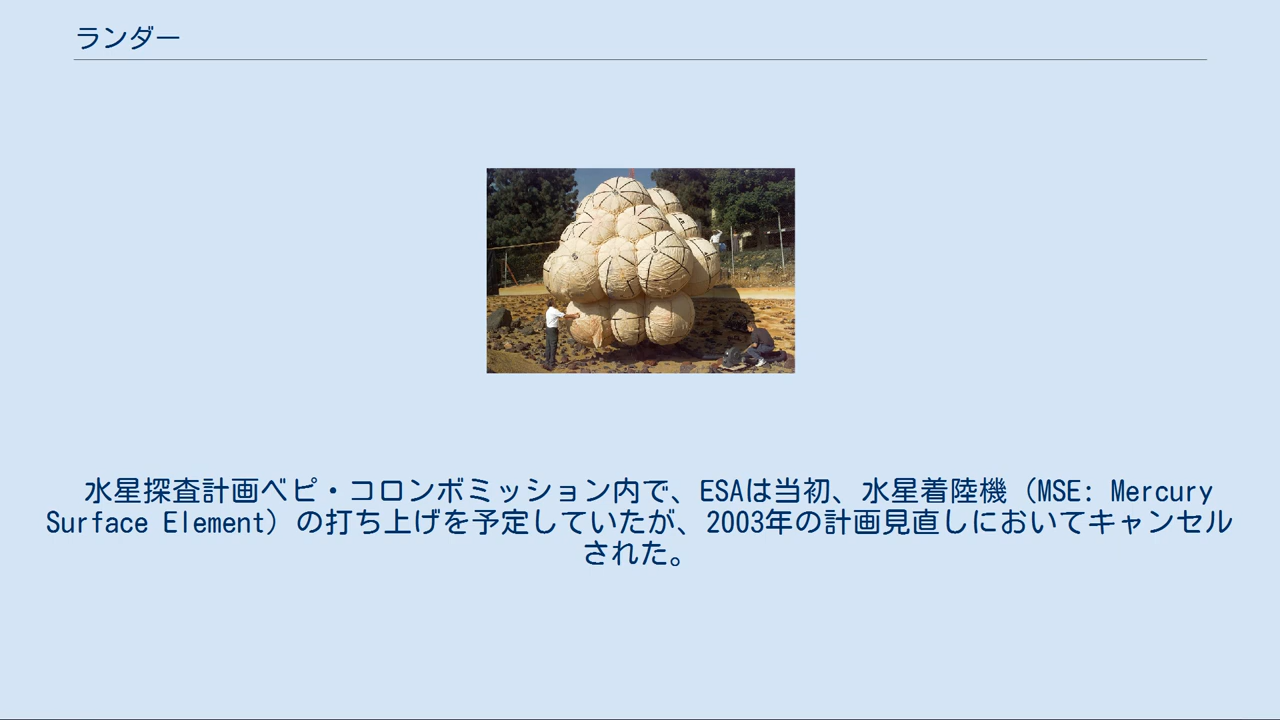 ランダー
水星探査計画ベピ・コロンボミッション内で、ESAは当初、水星着陸機（MSE: Mercury
Surface Element）の打ち上げを予定していたが、2003年の計画見直しにおいてキャンセル
された。